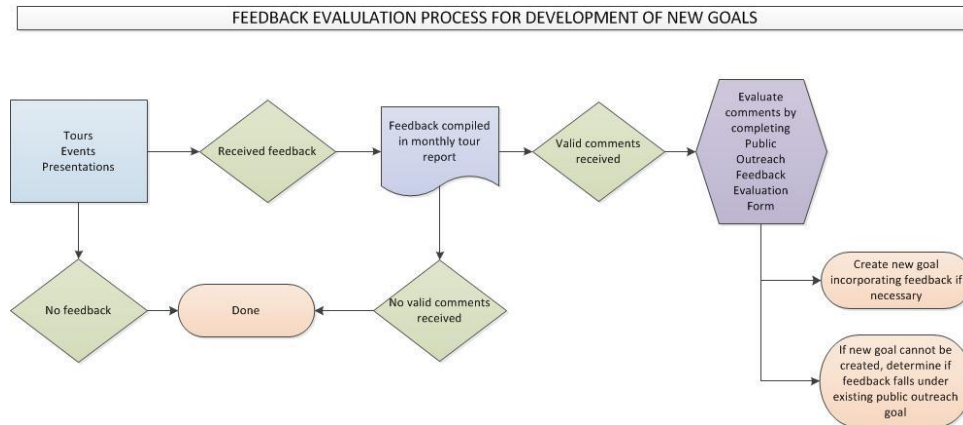 FEEDBACK EVALULATION PROCESS FOR DEVELOPMENT OF NEW GOALS
Tours
Events
Presentations
Received feedback
Feedback compiled
in monthly tour
report
Valid comments
received
Evaluate
comments by
completing
Public
Outreach
Feedback
Evaluation
Form
No feedback
Done
No valid comments
received
Create new goal
incorporating feedback if
necessary
If new goal cannot be
created, determine if
feedback falls under
existing public outreach
goal